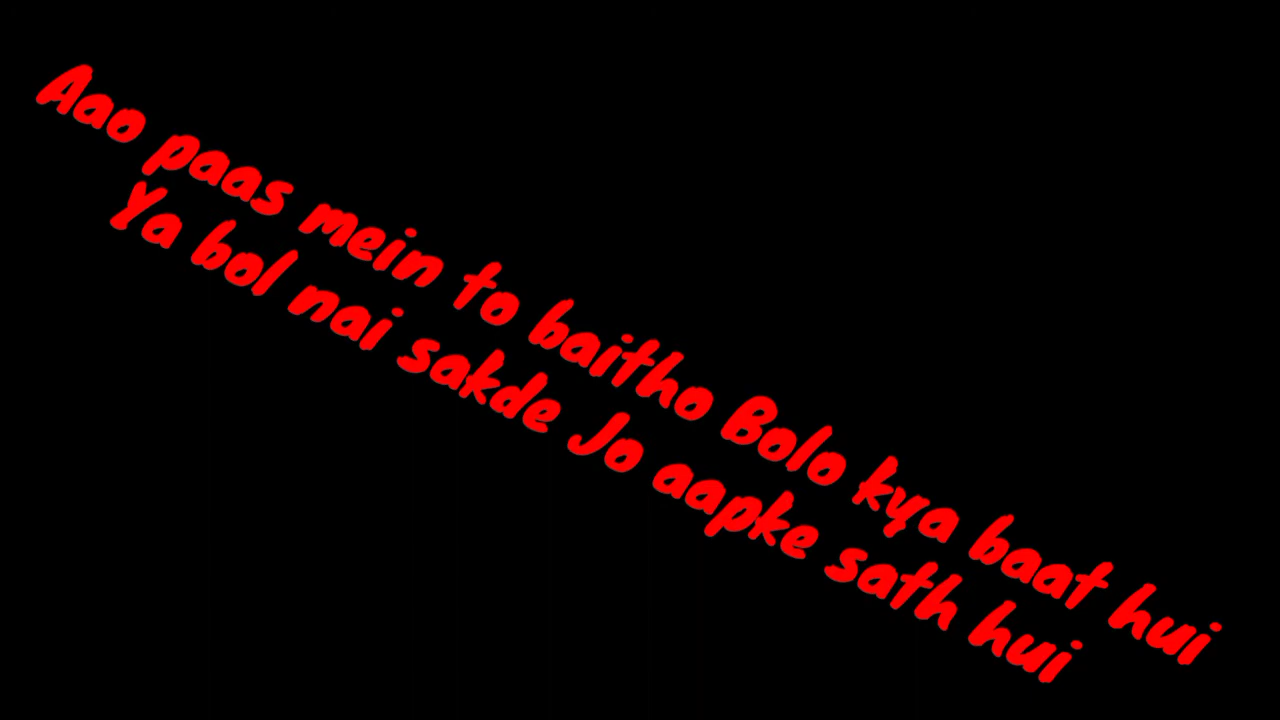 Aao paas mein to baitho Bolo kya baat hui
Ya bol nai sakde Jo aapke sath hui